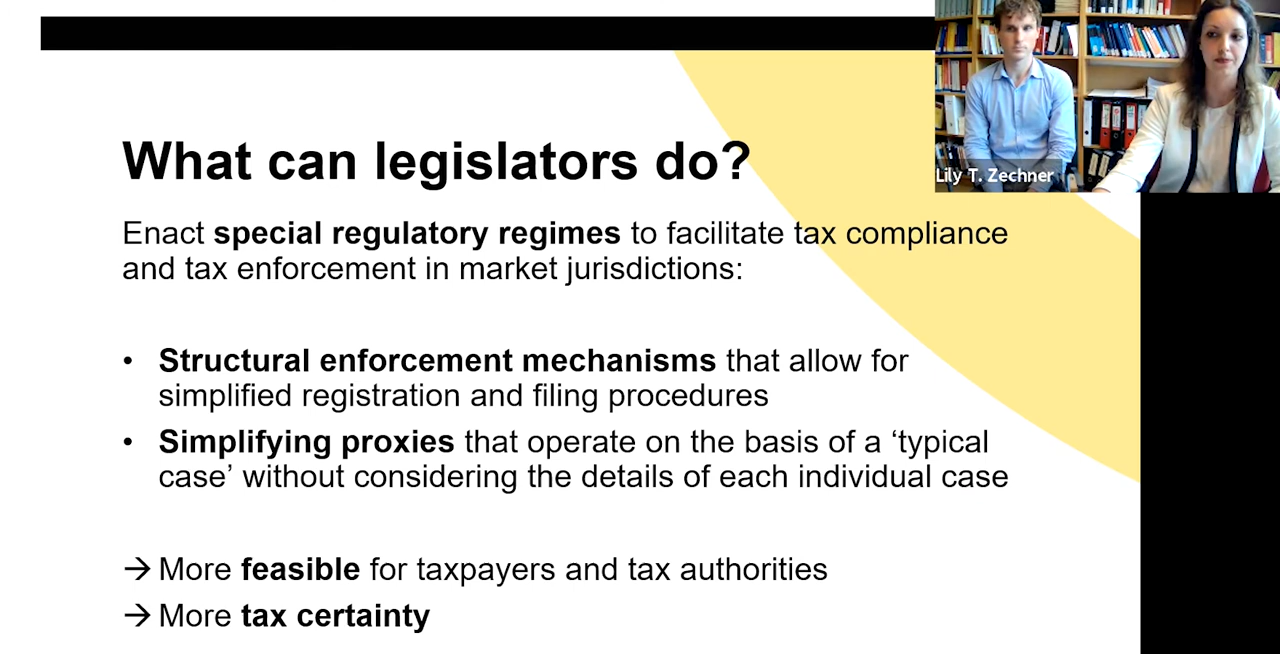 Lily T. Zechner
What can legislators do?
Enact special regulatory regimes to facilitate tax compliance
and tax enforcement in market jurisdictions:
• Structural enforcement mechanisms that allow for
simplified registration and filing procedures
• Simplifying proxies that operate on the basis of a ‘typical
case’ without considering the details of each individual case
→ More feasible for taxpayers and tax authorities
→ More tax certainty